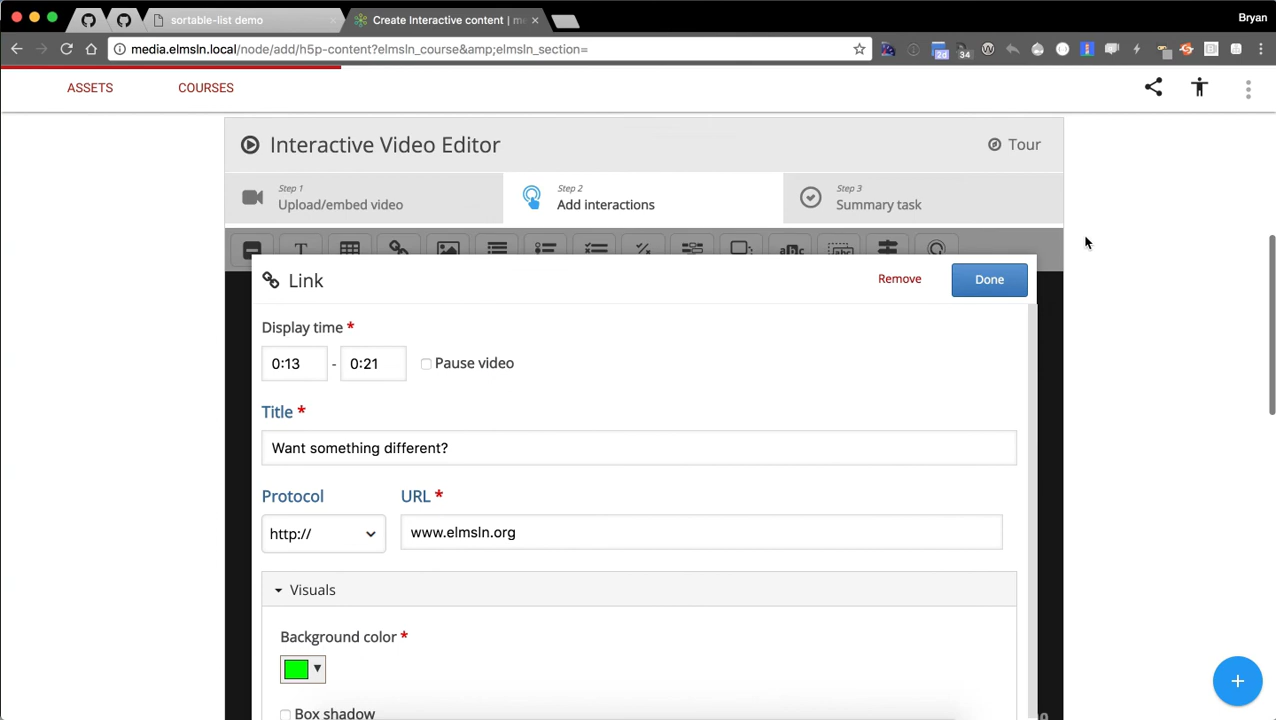 sortable-list demo
Create Interactive content | me
Bryan
media.elmsln.local/node/add/h5p-content?elmsln_course&amp;elmsln_section=
2d
34
ASSETS
COURSES
Interactive Video Editor
Tour
Step 1
Upload/embed video
Step 2
Add interactions
Step 3
Summary task
T
abc
Link
Remove
Done
Display time *
0:13 - 0:21
Pause video
Title *
Want something different?
Protocol
URL *
http://
www.elmsln.org
Visuals
Background color *
Box shadow